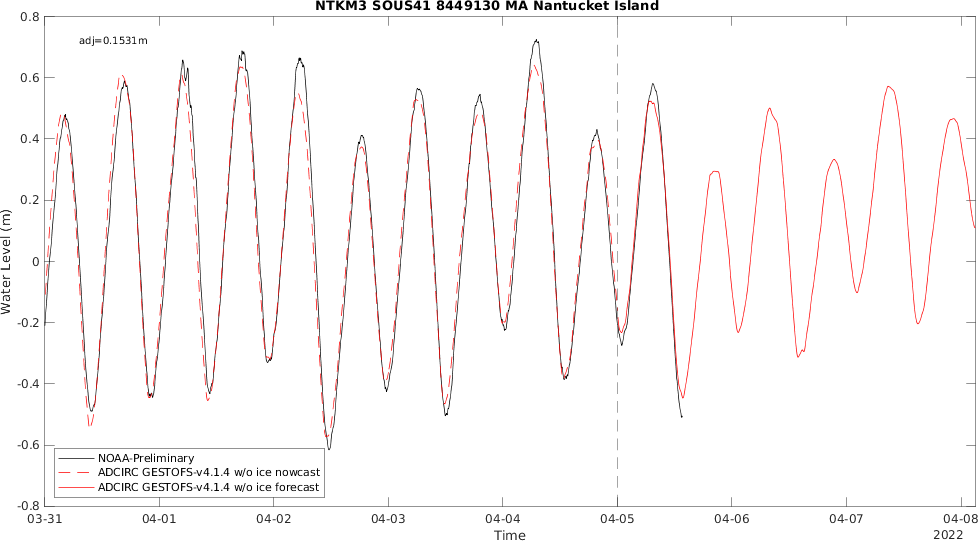 NTKM3 SOUS41 8449130 MA Nantucket Island
adj=0.1531m
0.8
0.6
0.4
0.2
0
-0.2
-0.4
-0.6
-0.8
Water Level (m)
NOAA-Preliminary
ADCIRC GESTOFS-v4.1.4 w/o ice nowcast
ADCIRC GESTOFS-v4.1.4 w/o ice forecast
03-31 04-01 04-02 04-03 04-04 04-05 04-06 04-07 04-08
Time
2022